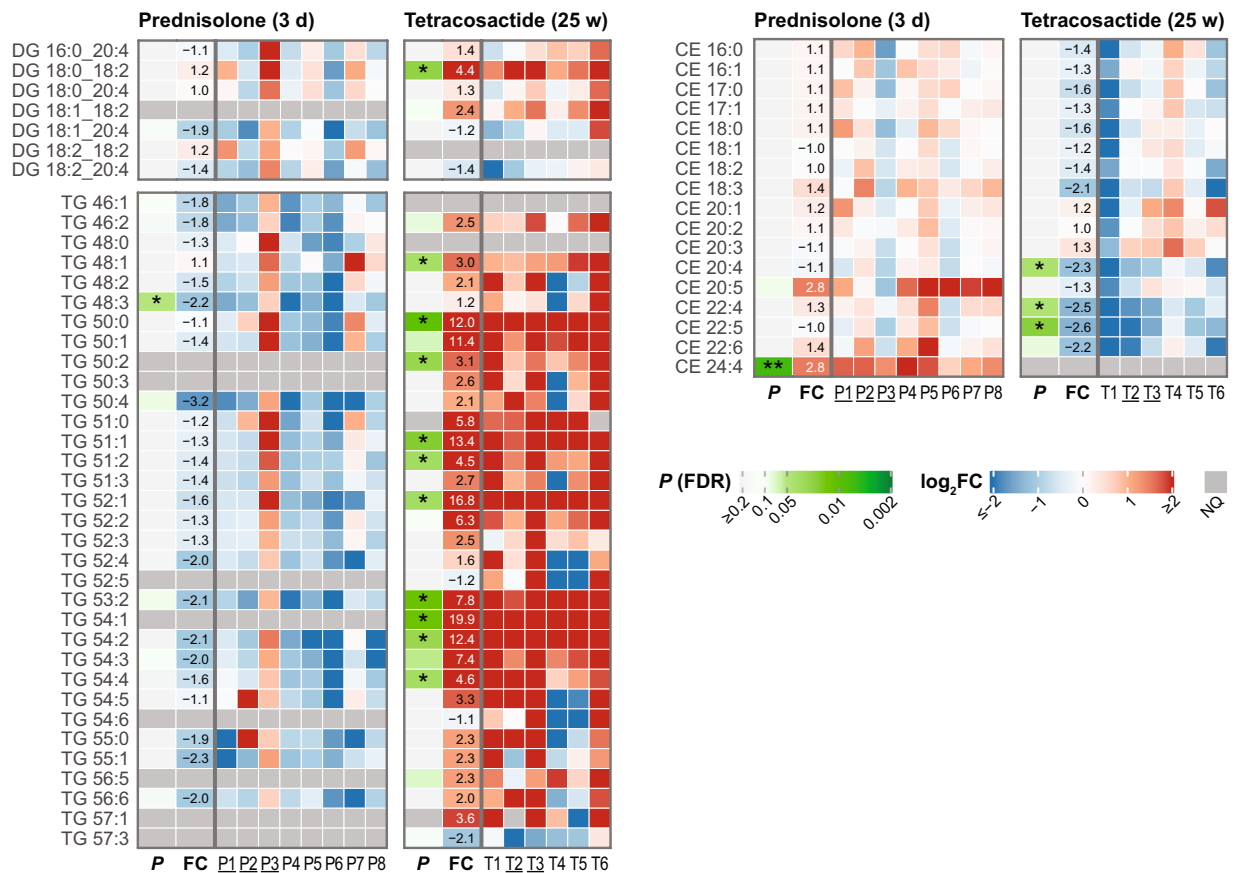 Prednisolone (3 d) Tetracosactide (25 w)
DG 16:0_20:4 −1.1 1.4
DG 18:0_18:2 1.2 * 4.4
DG 18:0_20:4 1.0 1.3
DG 18:1_18:2 2.4
DG 18:1_20:4 −1.9 −1.2
DG 18:2_18:2 1.2
DG 18:2_20:4 −1.4 −1.4
TG 46:1 −1.8
TG 46:2 −1.8 2.5
TG 48:0 −1.3
TG 48:1 1.1 * 3.0
TG 48:2 −1.5 2.1
TG 48:3 * −2.2 1.2
TG 50:0 −1.1 * 12.0
TG 50:1 −1.4 11.4
TG 50:2 * 3.1
TG 50:3 2.6
TG 50:4 −3.2 2.1
TG 51:0 −1.2 5.8
TG 51:1 −1.3 * 13.4
TG 51:2 −1.4 * 4.5
TG 51:3 −1.4 2.7
TG 52:1 −1.6 * 16.8
TG 52:2 −1.3 6.3
TG 52:3 −1.3 2.5
TG 52:4 −2.0 1.6
TG 52:5 −1.2
TG 53:2 −2.1 * 7.8
TG 54:1 * 19.9
TG 54:2 −2.1 * 12.4
TG 54:3 −2.0 7.4
TG 54:4 −1.6 * 4.6
TG 54:5 −1.1 3.3
TG 54:6 −1.1
TG 55:0 −1.9 2.3
TG 55:1 −2.3 2.3
TG 56:5 2.3
TG 56:6 −2.0 2.0
TG 57:1 3.6
TG 57:3 −2.1
P FC P1 P2 P3 P4 P5 P6 P7 P8 P FC T1 T2 T3 T4 T5 T6
Prednisolone (3 d) Tetracosactide (25 w)
CE 16:0 1.1 −1.4
CE 16:1 1.1 −1.3
CE 17:0 1.1 −1.6
CE 17:1 1.1 −1.3
CE 18:0 1.1 −1.6
CE 18:1 −1.0 −1.2
CE 18:2 1.0 −1.4
CE 18:3 1.4 −2.1
CE 20:1 1.2 1.2
CE 20:2 1.1 1.0
CE 20:3 −1.1 1.3
CE 20:4 −1.1 * −2.3
CE 20:5 2.8 −1.3
CE 22:4 1.3 * −2.5
CE 22:5 −1.0 * −2.6
CE 22:6 1.4 −2.2
CE 24:4 ** 2.8
P FC P1 P2 P3 P4 P5 P6 P7 P8 P FC T1 T2 T3 T4 T5 T6
P (FDR) ≥0.2 0.1 0.05 0.01 0.002
log₂FC ≤−2 −1 0 1 ≥2 NQ